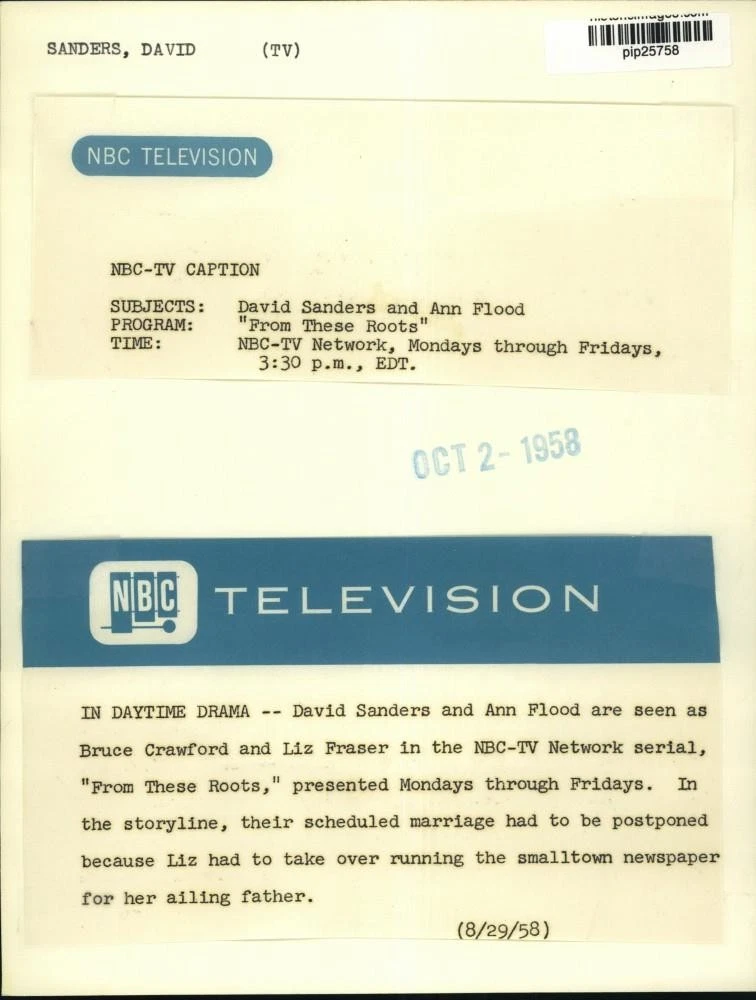 SANDERS, DAVID (TV)
pip25758
NBC TELEVISION
NBC-TV CAPTION
SUBJECTS: David Sanders and Ann Flood
PROGRAM: "From These Roots"
TIME: NBC-TV Network, Mondays through Fridays,
3:30 p.m., EDT.
OCT 2- 1958
NBC TELEVISION
IN DAYTIME DRAMA -- David Sanders and Ann Flood are seen as
Bruce Crawford and Liz Fraser in the NBC-TV Network serial,
"From These Roots," presented Mondays through Fridays. In
the storyline, their scheduled marriage had to be postponed
because Liz had to take over running the smalltown newspaper
for her ailing father.
(8/29/58)